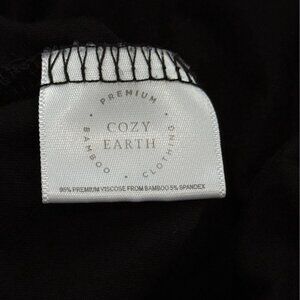 PREMIUM
COZY
EARTH
BAMBOO
CLOTHING
95% PREMIUM VISCOSE FROM BAMBOO 5% SPANDEX